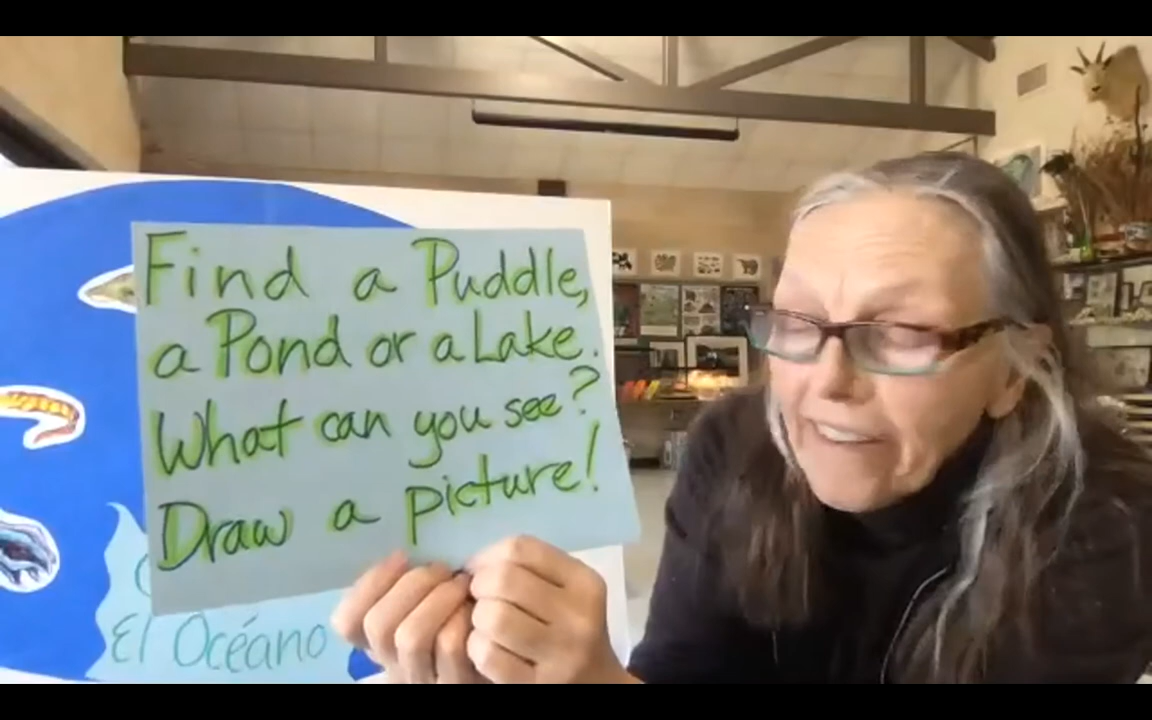 Find a Puddle,
a Pond or a Lake.
What can you see?
Draw a picture!
El Océano